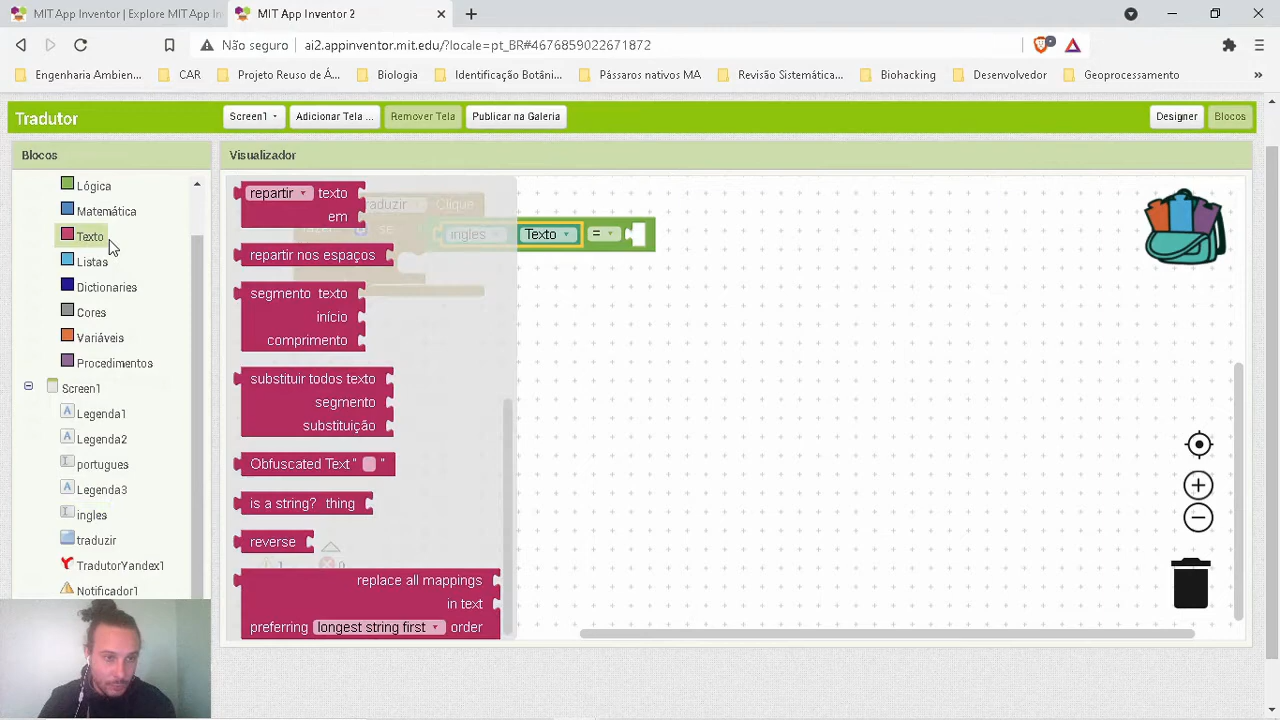 MIT App Inventor | Explore MIT App In
MIT App Inventor 2
Não seguro
ai2.appinventor.mit.edu/?locale=pt_BR#4676859022671872
Engenharia Ambien...
CAR
Projeto Reuso de Á...
Biologia
Identificação Botâni...
Pássaros nativos MA
Revisão Sistemática...
Biohacking
Desenvolvedor
Geoprocessamento
»
Tradutor
Screen1
Adicionar Tela ...
Remover Tela
Publicar na Galeria
Designer
Blocos
Blocos
Visualizador
Lógica
Matemática
Texto
Listas
Dictionaries
Cores
Variáveis
Procedimentos
Screen1
Legenda1
Legenda2
portugues
Legenda3
ingles
traduzir
TradutorYandex1
Notificador1
repartir texto
em
repartir nos espaços
segmento texto
início
comprimento
substituir todos texto
segmento
substituição
Obfuscated Text " "
is a string? thing
reverse
replace all mappings
in text
preferring longest string first order
Clique
se
ingles Texto =